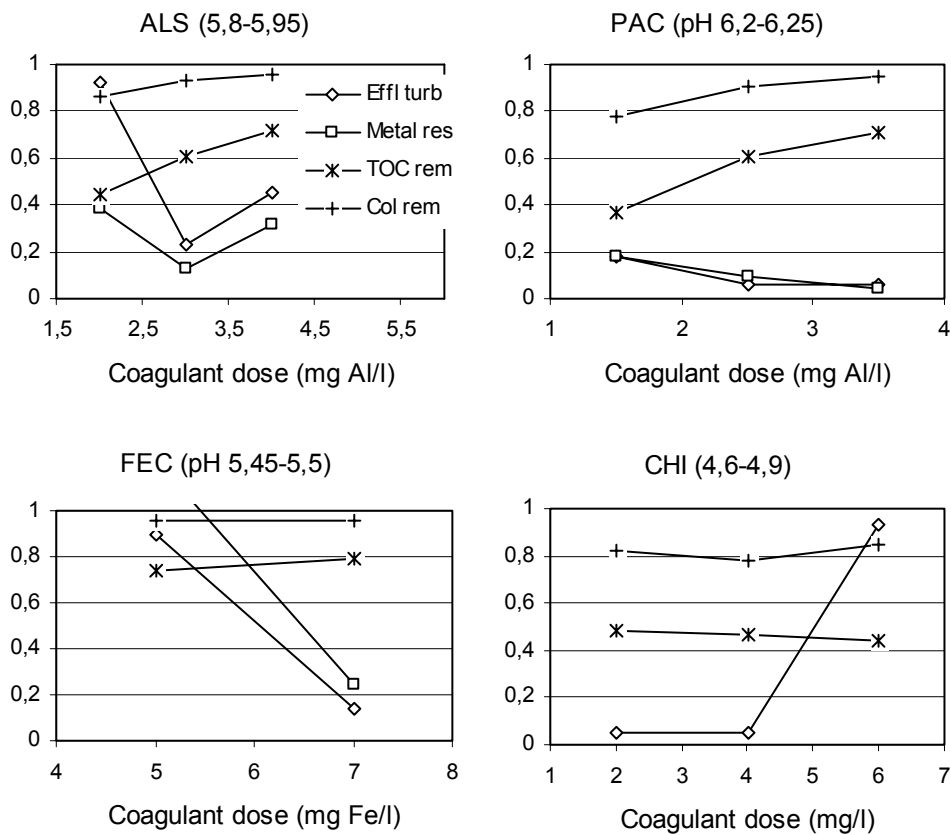 ALS (5,8-5,95)
1
0,8
0,6
0,4
0,2
0
Effl turb
Metal res
TOC rem
Col rem
1,5 2,5 3,5 4,5 5,5
Coagulant dose (mg Al/l)
PAC (pH 6,2-6,25)
1
0,8
0,6
0,4
0,2
0
1 2 3 4
Coagulant dose (mg Al/l)
FEC (pH 5,45-5,5)
1
0,8
0,6
0,4
0,2
0
4 5 6 7 8
Coagulant dose (mg Fe/l)
CHI (4,6-4,9)
1
0,8
0,6
0,4
0,2
0
1 2 3 4 5 6 7
Coagulant dose (mg/l)